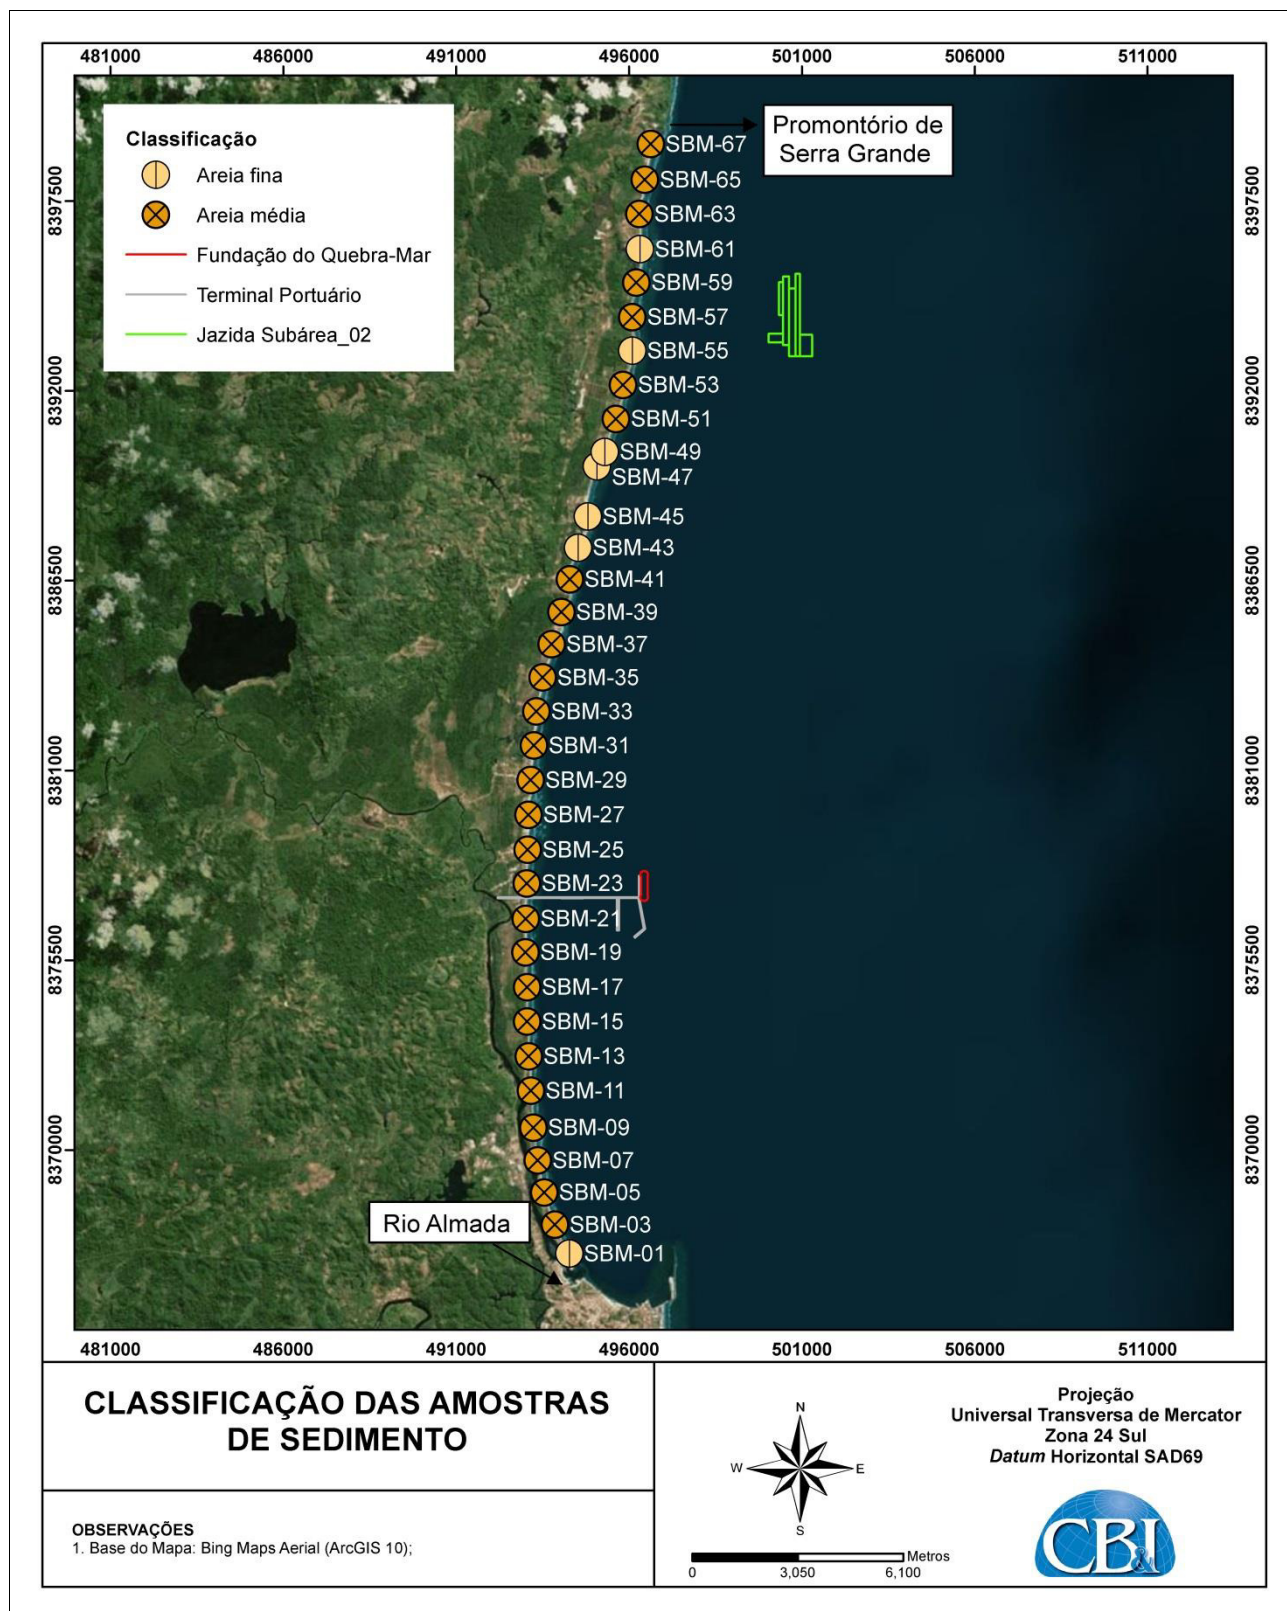 481000 486000 491000 496000 501000 506000 511000
Classificação
Areia fina
Areia média
Fundação do Quebra-Mar
Terminal Portuário
Jazida Subárea_02
Promontório de
Serra Grande
8397500
8392000
8386500
8381000
8375500
8370000
8397500
8392000
8386500
8381000
8375500
8370000
SBM-67
SBM-65
SBM-63
SBM-61
SBM-59
SBM-57
SBM-55
SBM-53
SBM-51
SBM-49
SBM-47
SBM-45
SBM-43
SBM-41
SBM-39
SBM-37
SBM-35
SBM-33
SBM-31
SBM-29
SBM-27
SBM-25
SBM-23
SBM-21
SBM-19
SBM-17
SBM-15
SBM-13
SBM-11
SBM-09
SBM-07
SBM-05
SBM-03
SBM-01
Rio Almada
481000 486000 491000 496000 501000 506000 511000
CLASSIFICAÇÃO DAS AMOSTRAS
DE SEDIMENTO
OBSERVAÇÕES
1. Base do Mapa: Bing Maps Aerial (ArcGIS 10);
N
W E
S
Metros
0 3,050 6,100
Projeção
Universal Transversa de Mercator
Zona 24 Sul
Datum Horizontal SAD69
CB&I